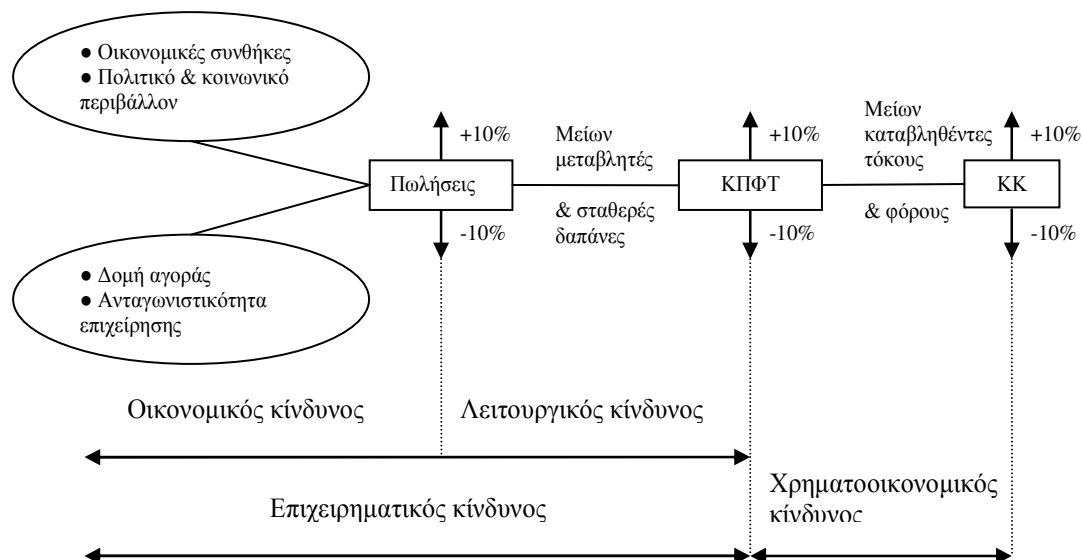 ● Οικονομικές συνθήκες
● Πολιτικό & κοινωνικό
περιβάλλον
● Δομή αγοράς
● Ανταγωνιστικότητα
επιχείρησης
+10%
Πωλήσεις
-10%
Μείων
μεταβλητές
& σταθερές
δαπάνες
+10%
ΚΠΦΤ
-10%
Μείων
καταβληθέντες
τόκους
& φόρους
+10%
ΚΚ
-10%
Οικονομικός κίνδυνος
Λειτουργικός κίνδυνος
Επιχειρηματικός κίνδυνος
Χρηματοοικονομικός
κίνδυνος